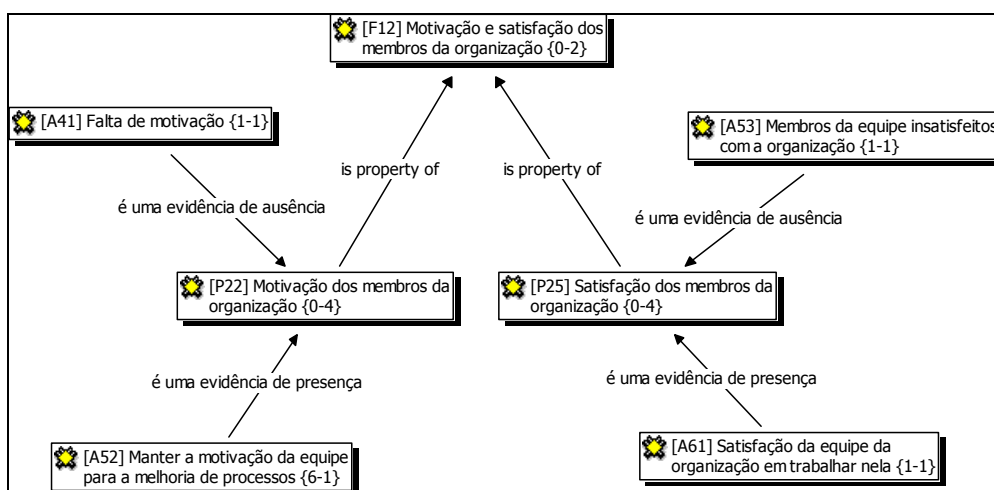 [F12] Motivação e satisfação dos
membros da organização {0-2}
[A41] Falta de motivação {1-1}
[A53] Membros da equipe insatisfeitos
com a organização {1-1}
is property of
is property of
é uma evidência de ausência
é uma evidência de ausência
[P22] Motivação dos membros da
organização {0-4}
[P25] Satisfação dos membros da
organização {0-4}
é uma evidência de presença
é uma evidência de presença
[A52] Manter a motivação da equipe
para a melhoria de processos {6-1}
[A61] Satisfação da equipe da
organização em trabalhar nela {1-1}